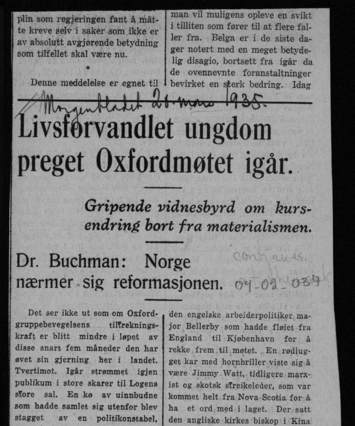 plin som regjeringen fant å måt-
te kreve selv i saker som ikke er
av absolutt avgjørende betydning
som tilfellet skal være nu.
*
Denne meddelelse er egnet til
man vil muligens opleve en svikt
i tilliten som fører til at flere fal-
ler fra. Belga er i de siste da-
ger notert med en meget betyde-
lig disagio, bortsett fra igår da
de ovennevnte foranstaltninger
bevirket en sterk bedring. Idag
Morgenbladet 20. mars 1935.
Livsforvandlet ungdom
preget Oxfordmøtet igår.
Gripende vidnesbyrd om kurs-
endring bort fra materialismen.
Dr. Buchman: Norge
nærmer sig reformasjonen.
04-02-037
Det ser ikke ut som om Oxford-
gruppebevegelsens tiltreknings-
kraft er blitt mindre i løpet av
disse snart fem måneder den har
øvet sin gjerning her i landet.
Tvertimot. Igår strømmet igjen
publikum i store skarer til Logens
store sal. En kø av uinnbudne
som hadde samlet sig utenfor blev
stagget av en politikonstabel,
den engelske arbeiderpolitiker, ma-
jor Bellerby som hadde fløiet fra
England til Kjøbenhavn for å
rekke frem til møtet. En rødiug-
ges kar med hornbriller viste sig å
være Jimmy Watt, tidligere marx-
ist og skotsk streikeleder, som var
kommet helt fra Nova-Scotia for å
ha et ord med i laget. Der satt
den anglikanske kirkes biskop i Kina